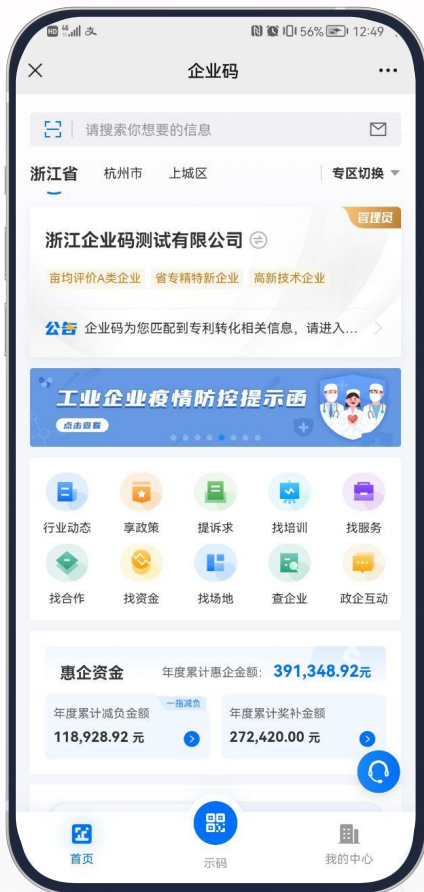 HD 4G 56% 12:49
企业码
请搜索你想要的信息
浙江省 杭州市 上城区 专区切换
管理员
浙江企业码测试有限公司
亩均评价A类企业 省专精特新企业 高新技术企业
公告 企业码为您匹配到专利转化相关信息，请进入...
工业企业疫情防控提示函
点击查看
行业动态 享政策 提诉求 找培训 找服务
找合作 找资金 找场地 查企业 政企互动
惠企资金 年度累计惠企金额: 391,348.92元
一指减负
年度累计减负金额 年度累计奖补金额
118,928.92 元 272,420.00 元
首页 示码 我的中心